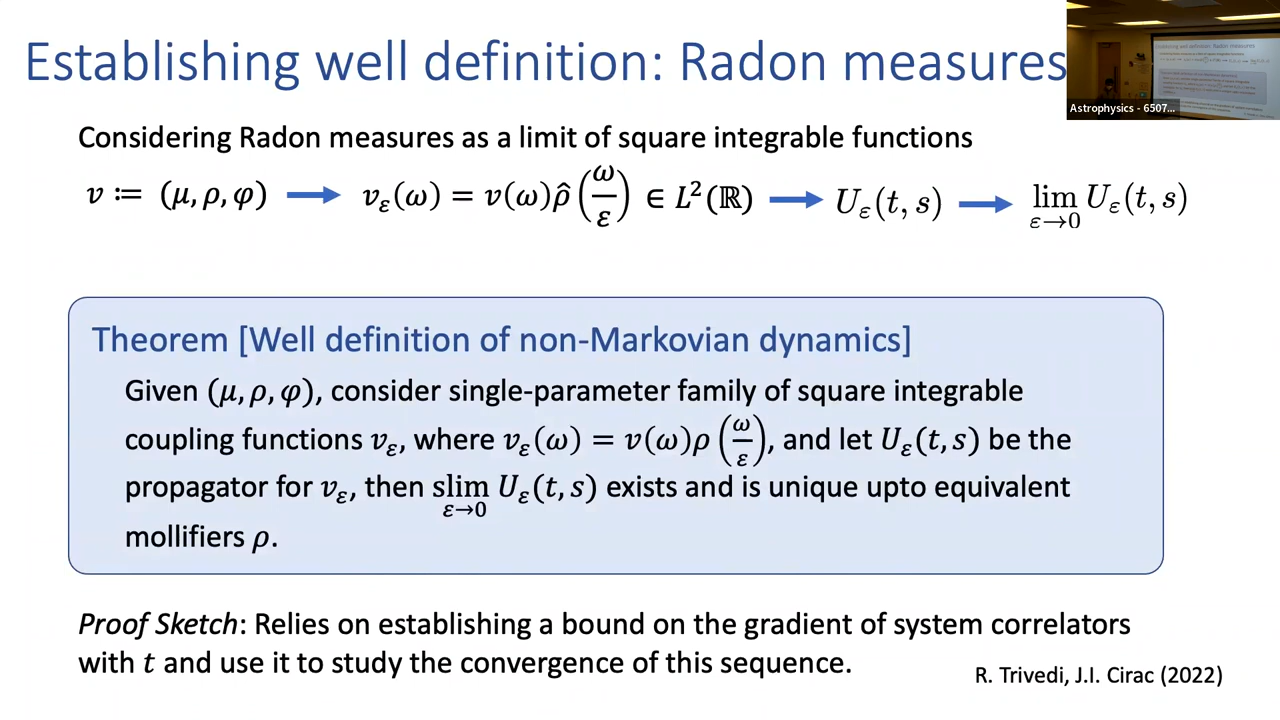 Establishing well definition: Radon measures
Astrophysics - 6507...
Considering Radon measures as a limit of square integrable functions
v ≔ (μ, ρ, φ) → v_ε(ω) = v(ω)ρ̂(ω/ε) ∈ L²(ℝ) → U_ε(t, s) → lim_{ε→0} U_ε(t, s)
Theorem [Well definition of non-Markovian dynamics]
Given (μ, ρ, φ), consider single-parameter family of square integrable
coupling functions v_ε, where v_ε(ω) = v(ω)ρ(ω/ε), and let U_ε(t, s) be the
propagator for v_ε, then slim_{ε→0} U_ε(t, s) exists and is unique upto equivalent
mollifiers ρ.
Proof Sketch: Relies on establishing a bound on the gradient of system correlators
with t and use it to study the convergence of this sequence.
R. Trivedi, J.I. Cirac (2022)